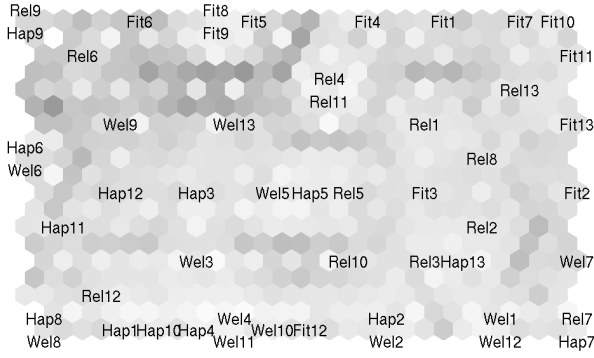 Rel9 Fit6 Fit8 Fit5 Fit4 Fit1 Fit7 Fit10
Hap9 Fit9
Rel6 Fit11
Rel4 Rel13
Rel11
Wel9 Wel13 Rel1 Fit13
Hap6 Rel8
Wel6
Hap12 Hap3 Wel5 Hap5 Rel5 Fit3 Fit2
Hap11 Rel2
Wel3 Rel10 Rel3 Hap13 Wel7
Rel12
Hap8 Hap1 Hap10 Hap4 Wel4 Wel10 Fit12 Hap2 Wel1 Rel7
Wel8 Wel11 Wel2 Wel12 Hap7